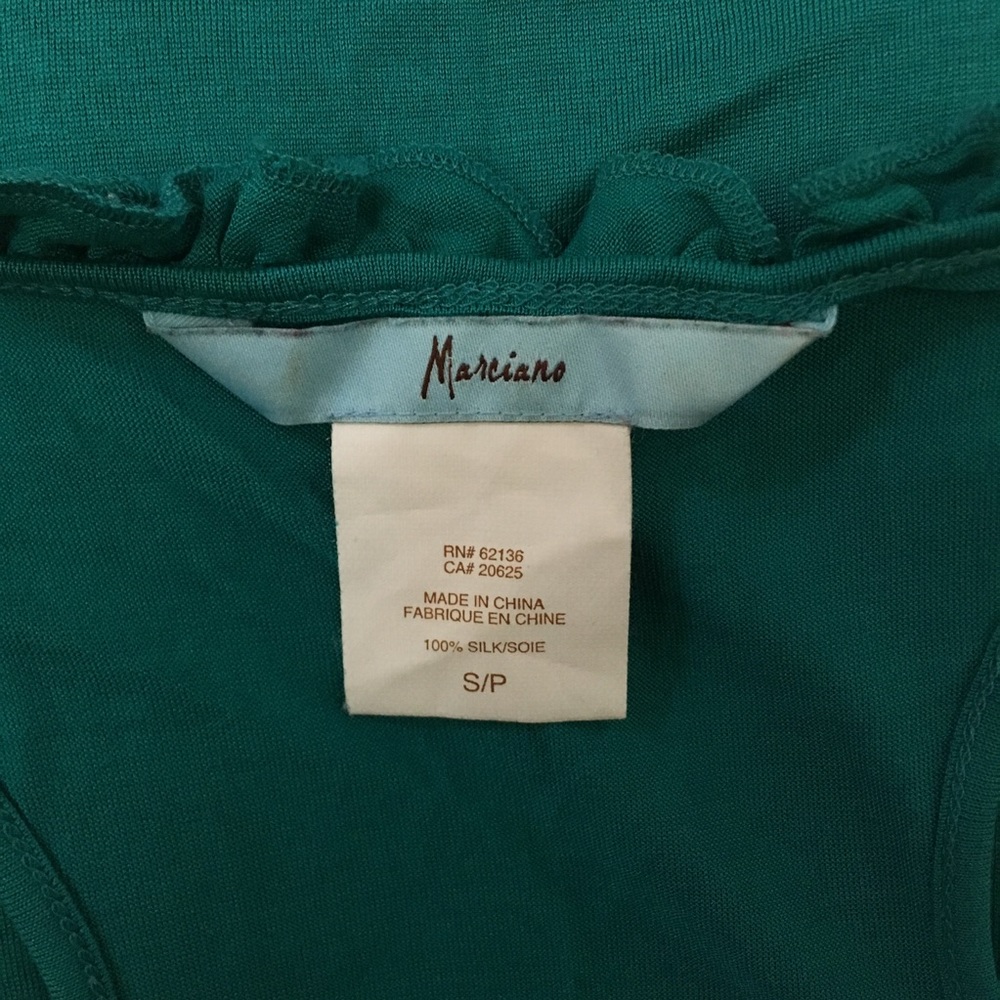 Marciano
RN# 62136
CA# 20625
MADE IN CHINA
FABRIQUE EN CHINE
100% SILK/SOIE
S/P